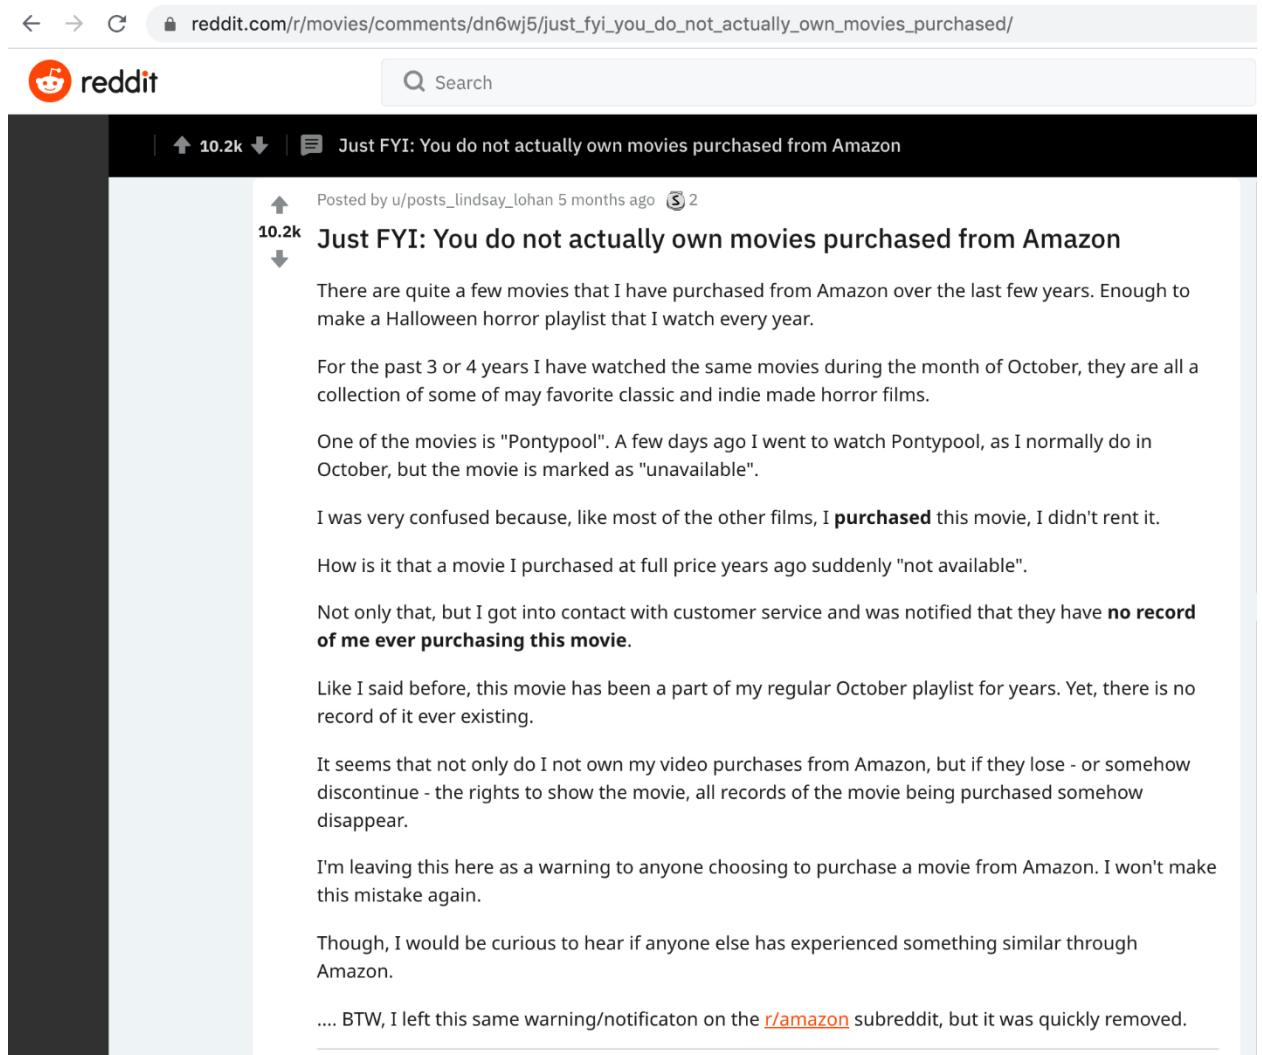 reddit.com/r/movies/comments/dn6wj5/just_fyi_you_do_not_actually_own_movies_purchased/
reddit
Search
10.2k
Just FYI: You do not actually own movies purchased from Amazon
Posted by u/posts_lindsay_lohan 5 months ago S 2
10.2k
Just FYI: You do not actually own movies purchased from Amazon
There are quite a few movies that I have purchased from Amazon over the last few years. Enough to
make a Halloween horror playlist that I watch every year.
For the past 3 or 4 years I have watched the same movies during the month of October, they are all a
collection of some of may favorite classic and indie made horror films.
One of the movies is "Pontypool". A few days ago I went to watch Pontypool, as I normally do in
October, but the movie is marked as "unavailable".
I was very confused because, like most of the other films, I purchased this movie, I didn't rent it.
How is it that a movie I purchased at full price years ago suddenly "not available".
Not only that, but I got into contact with customer service and was notified that they have no record
of me ever purchasing this movie.
Like I said before, this movie has been a part of my regular October playlist for years. Yet, there is no
record of it ever existing.
It seems that not only do I not own my video purchases from Amazon, but if they lose - or somehow
discontinue - the rights to show the movie, all records of the movie being purchased somehow
disappear.
I'm leaving this here as a warning to anyone choosing to purchase a movie from Amazon. I won't make
this mistake again.
Though, I would be curious to hear if anyone else has experienced something similar through
Amazon.
.... BTW, I left this same warning/notificaton on the r/amazon subreddit, but it was quickly removed.